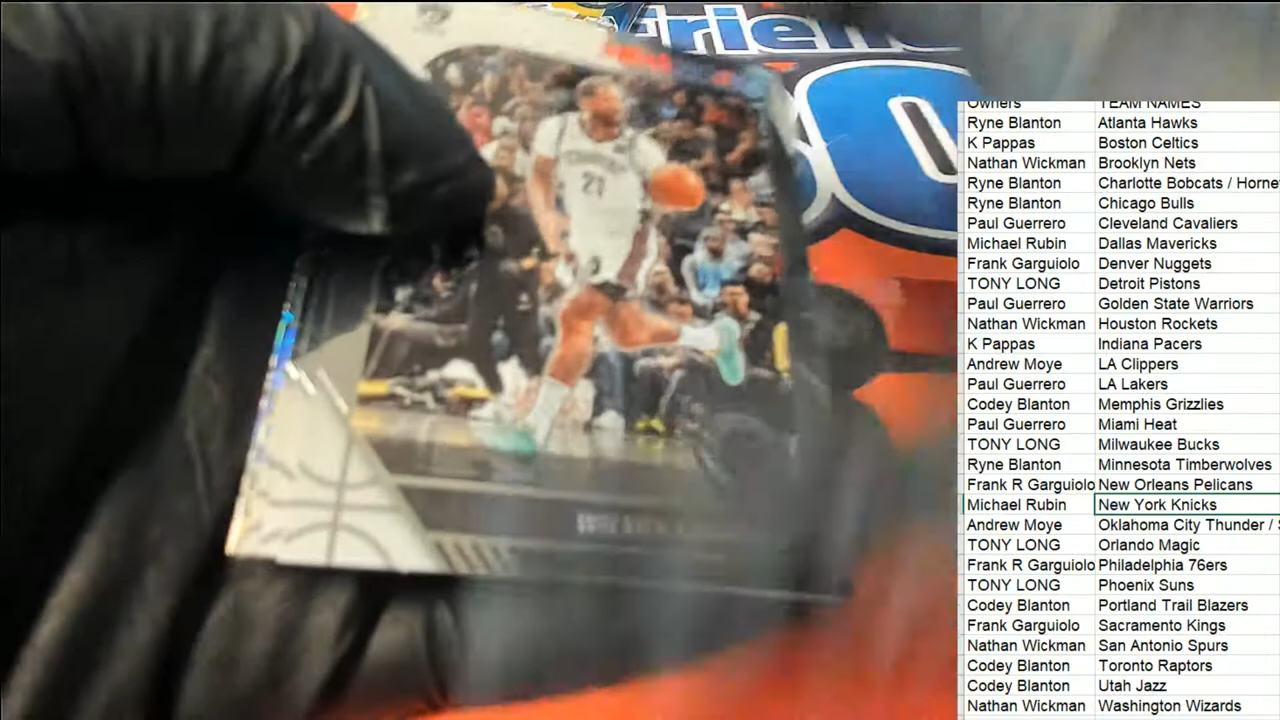 Frien
21
Owners TEAM NAMES
Ryne Blanton Atlanta Hawks
K Pappas Boston Celtics
Nathan Wickman Brooklyn Nets
Ryne Blanton Charlotte Bobcats / Horne
Ryne Blanton Chicago Bulls
Paul Guerrero Cleveland Cavaliers
Michael Rubin Dallas Mavericks
Frank Garguiolo Denver Nuggets
TONY LONG Detroit Pistons
Paul Guerrero Golden State Warriors
Nathan Wickman Houston Rockets
K Pappas Indiana Pacers
Andrew Moye LA Clippers
Paul Guerrero LA Lakers
Codey Blanton Memphis Grizzlies
Paul Guerrero Miami Heat
TONY LONG Milwaukee Bucks
Ryne Blanton Minnesota Timberwolves
Frank R Garguiolo New Orleans Pelicans
Michael Rubin New York Knicks
Andrew Moye Oklahoma City Thunder /
TONY LONG Orlando Magic
Frank R Garguiolo Philadelphia 76ers
TONY LONG Phoenix Suns
Codey Blanton Portland Trail Blazers
Frank Garguiolo Sacramento Kings
Nathan Wickman San Antonio Spurs
Codey Blanton Toronto Raptors
Codey Blanton Utah Jazz
Nathan Wickman Washington Wizards